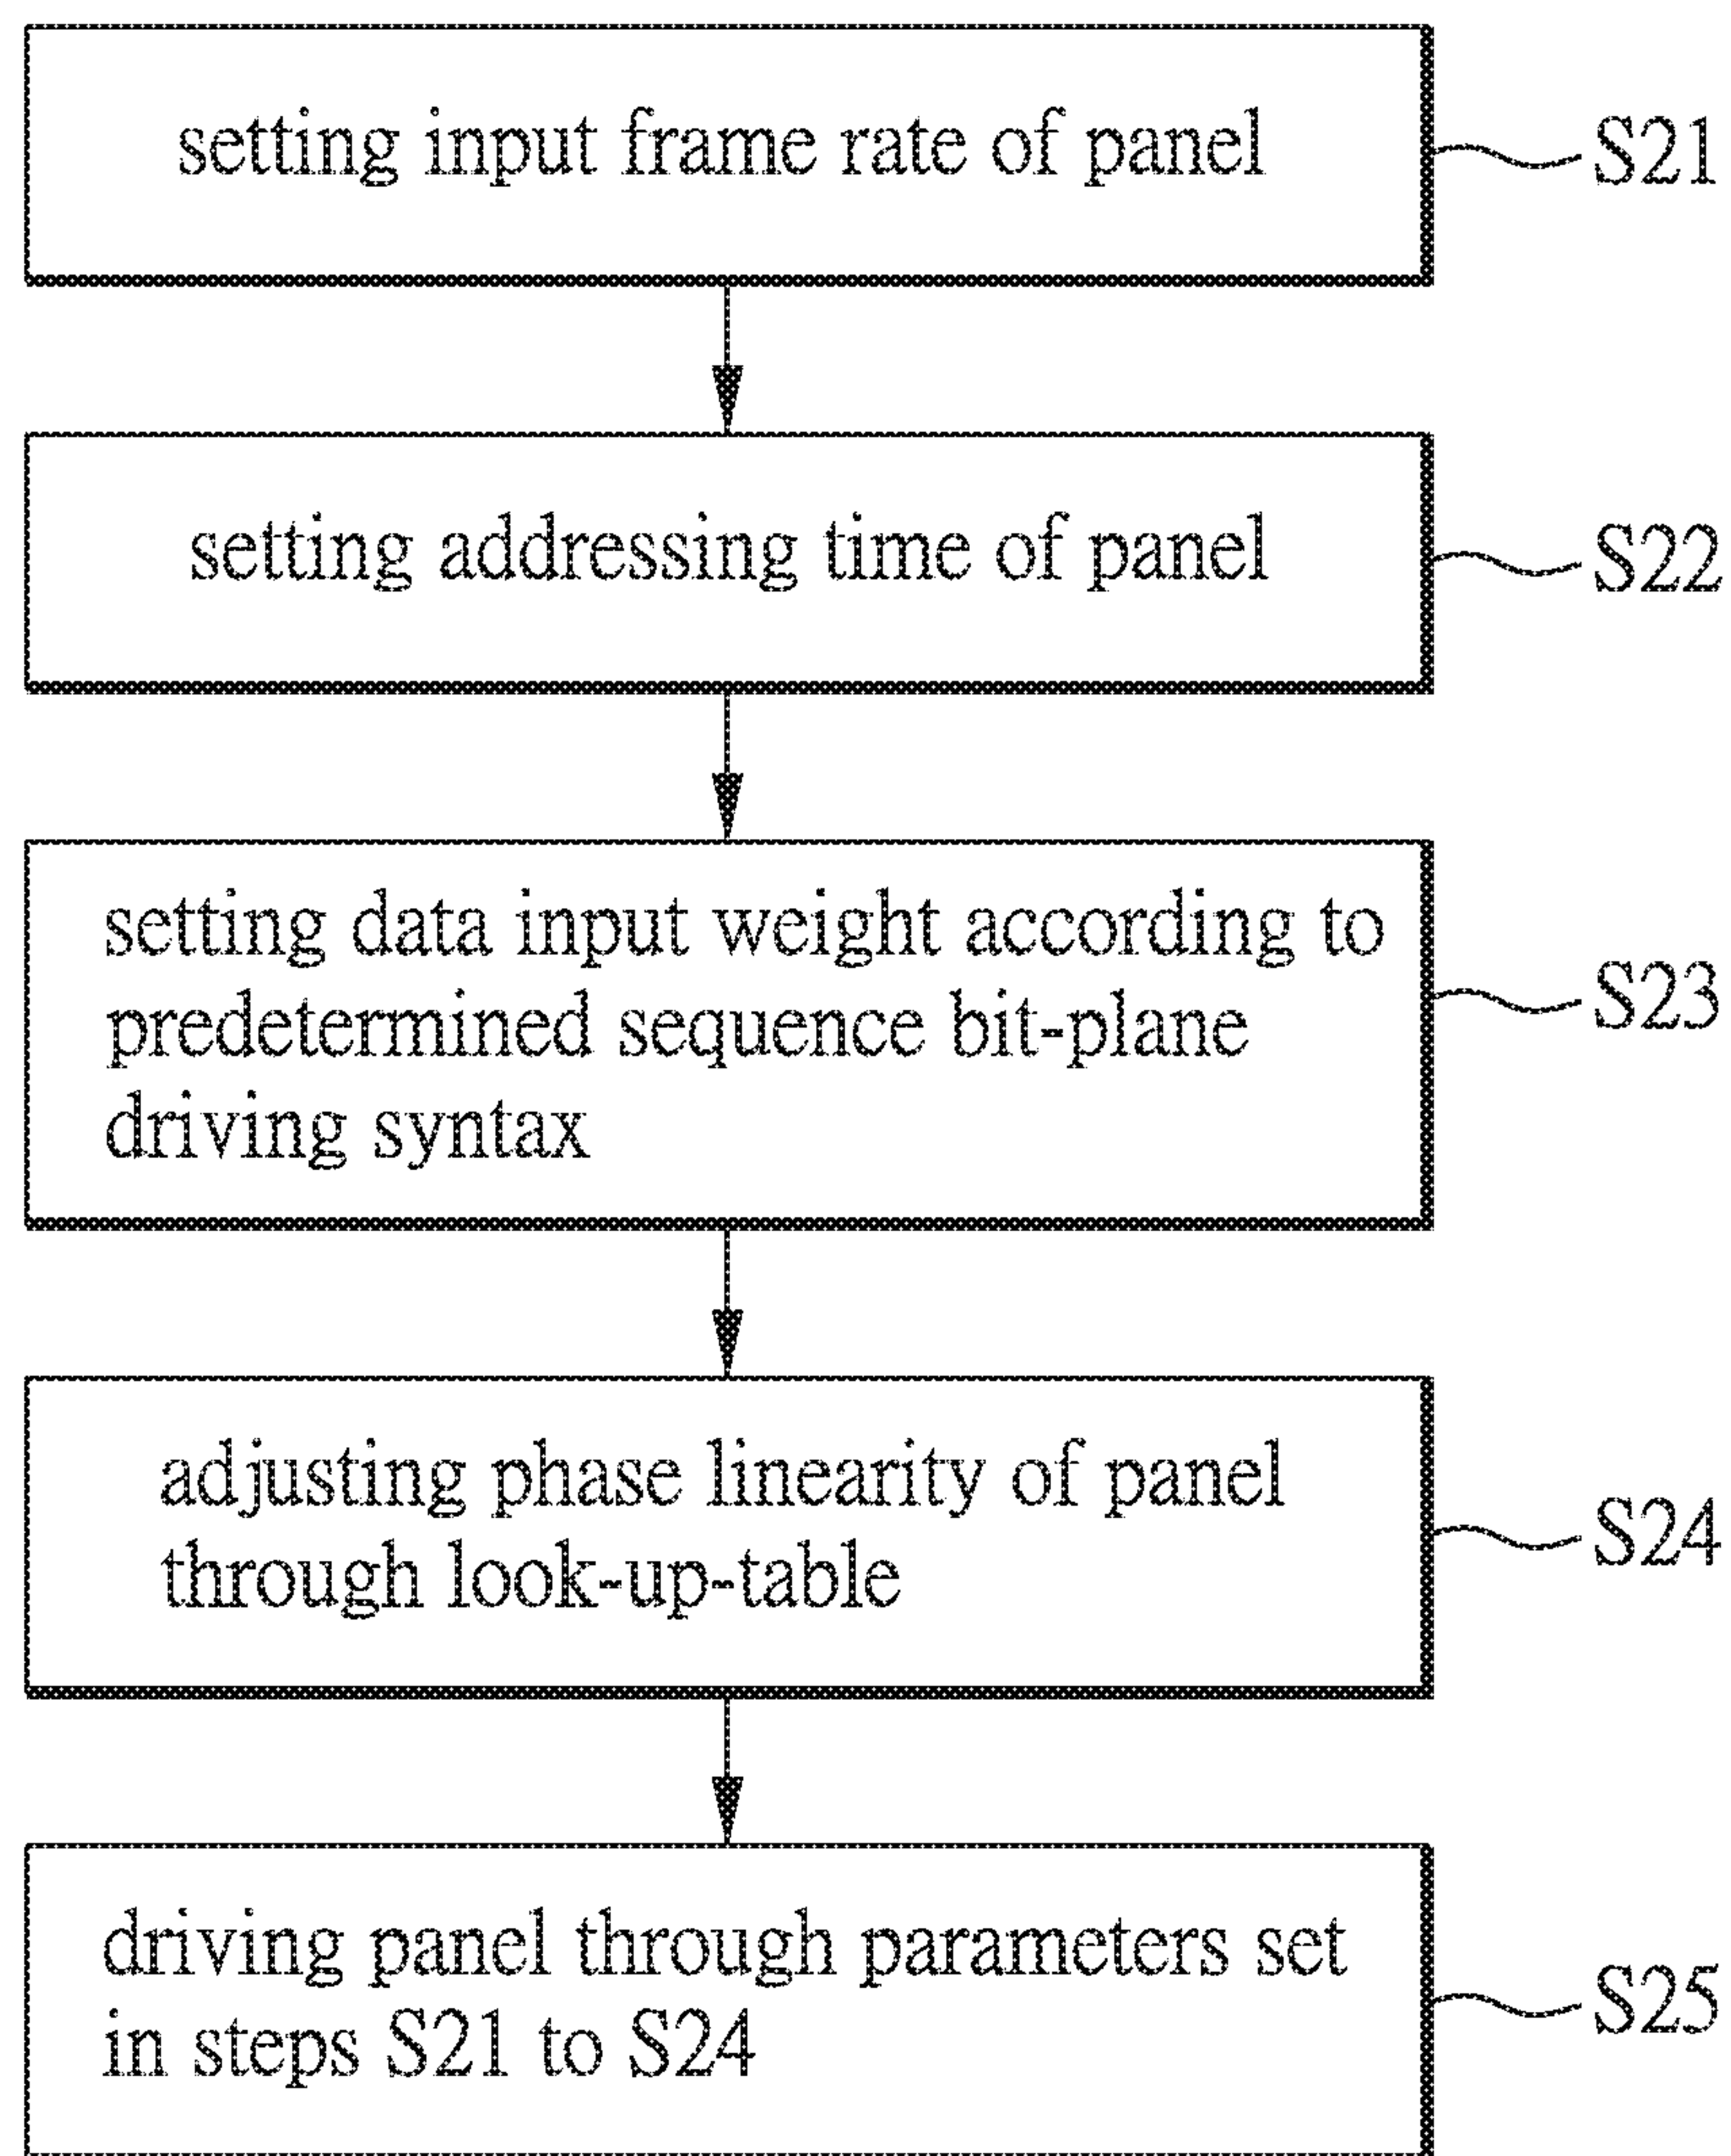 setting input frame rate of panel
S21
setting addressing time of panel
S22
setting data input weight according to
predetermined sequence bit-plane
driving syntax
S23
adjusting phase linearity of panel
through look-up-table
S24
driving panel through parameters set
in steps S21 to S24
S25